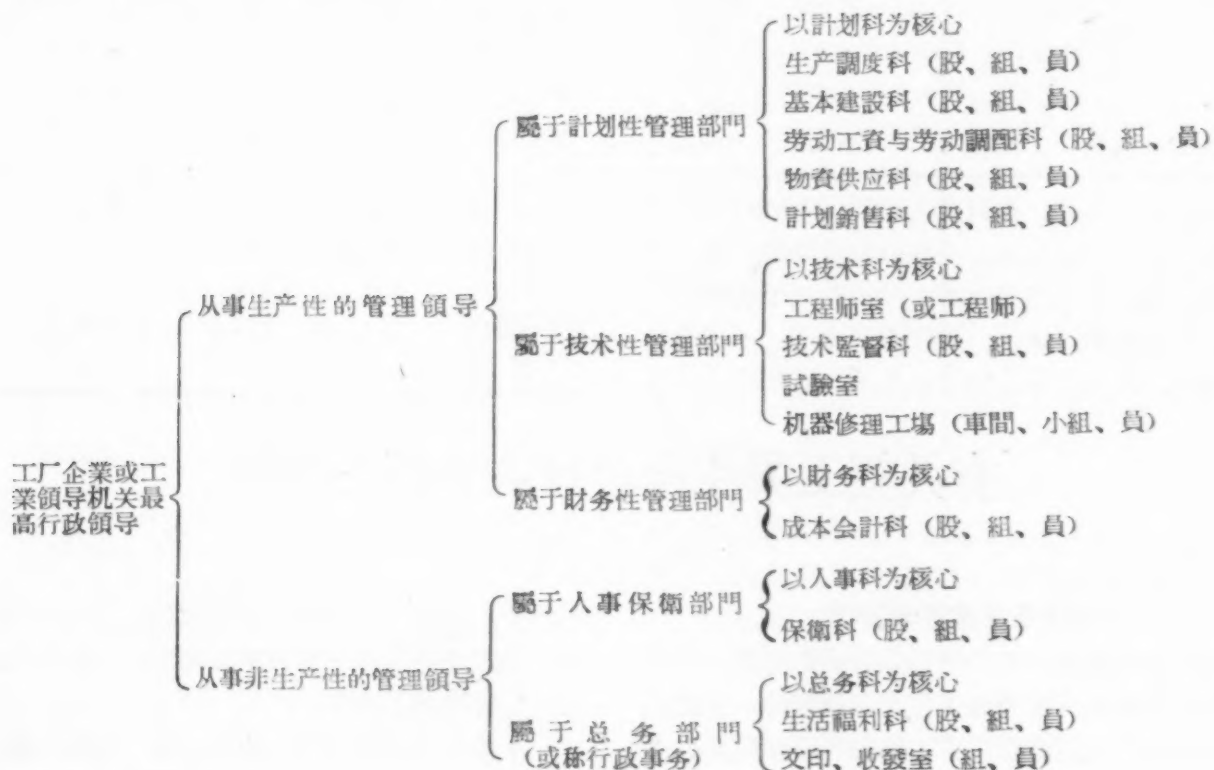 工厂企業或工
業領导机关最
高行政領导
从事生产性的管理領导
屬于計划性管理部門
以計划科为核心
生产調度科（股、組、員）
基本建設科（股、組、員）
劳动工資与劳动調配科（股、組、員）
物資供应科（股、組、員）
計划銷售科（股、組、員）
屬于技术性管理部門
以技术科为核心
工程师室（或工程师）
技术監督科（股、組、員）
試驗室
机器修理工場（車間、小組、員）
屬于財务性管理部門
以財务科为核心
成本会計科（股、組、員）
从事非生产性的管理領导
屬于人事保衛部門
以人事科为核心
保衛科（股、組、員）
屬于总务部門
（或称行政事务）
以总务科为核心
生活福利科（股、組、員）
文印、收發室（組、員）